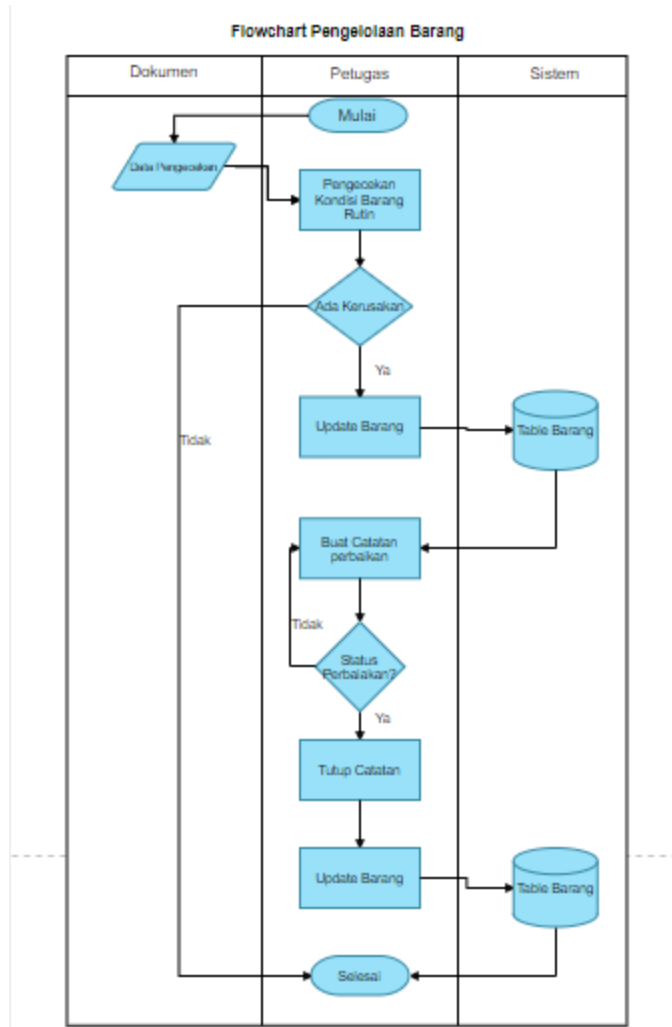 Flowchart Pengelolaan Barang
Dokumen
Petugas
Sistem
Mulai
Data Pengecekan
Pengecekan
Kondisi Barang
Rutin
Ada Kerusakan
Ya
Update Barang
Table Barang
Tidak
Buat Catatan
perbaikan
Tidak
Status
Perbaiakan?
Ya
Tutup Catatan
Update Barang
Table Barang
Selesai